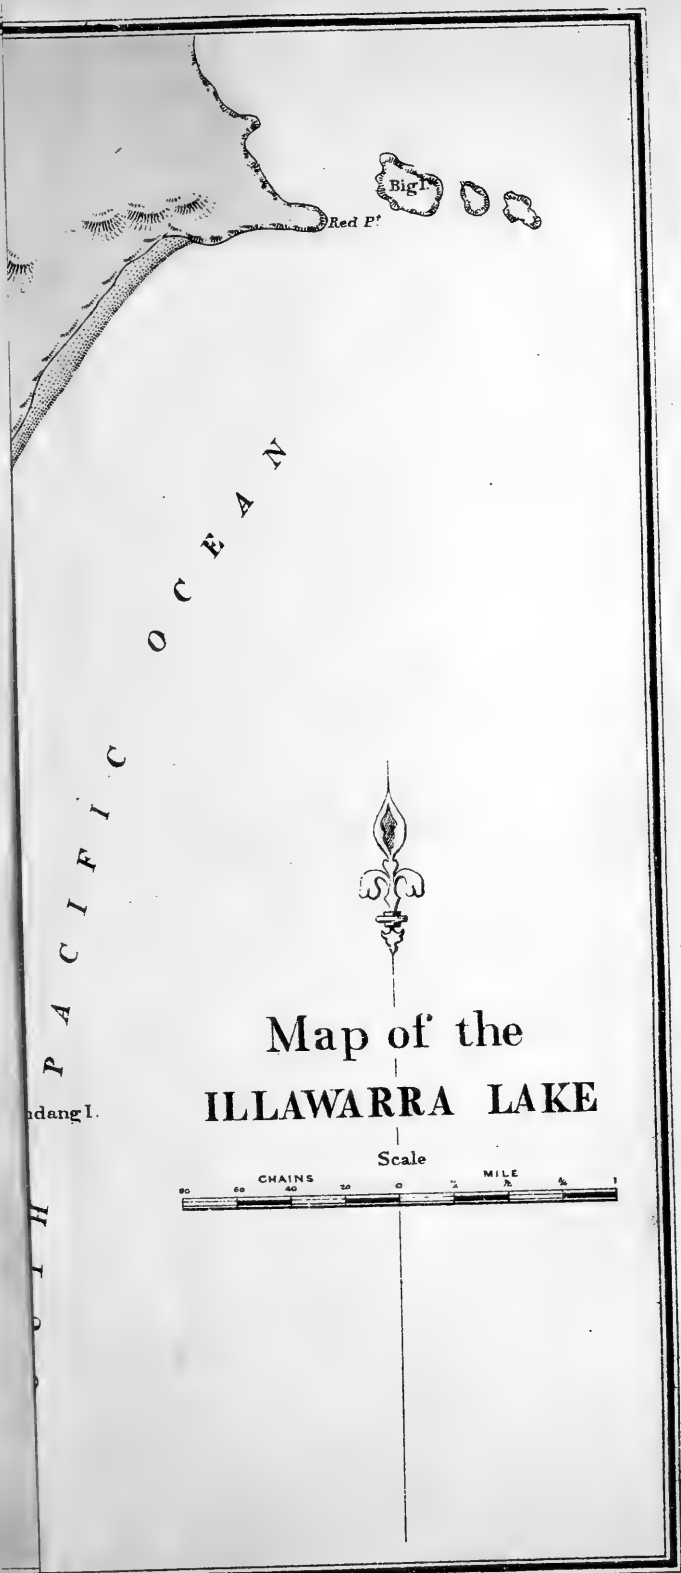 Big I.
Red Pt.
PACIFIC OCEAN
Map of the
ILLAWARRA LAKE
Scale
CHAINS MILE
80 60 40 20 0 ¼ ½ ¾ 1